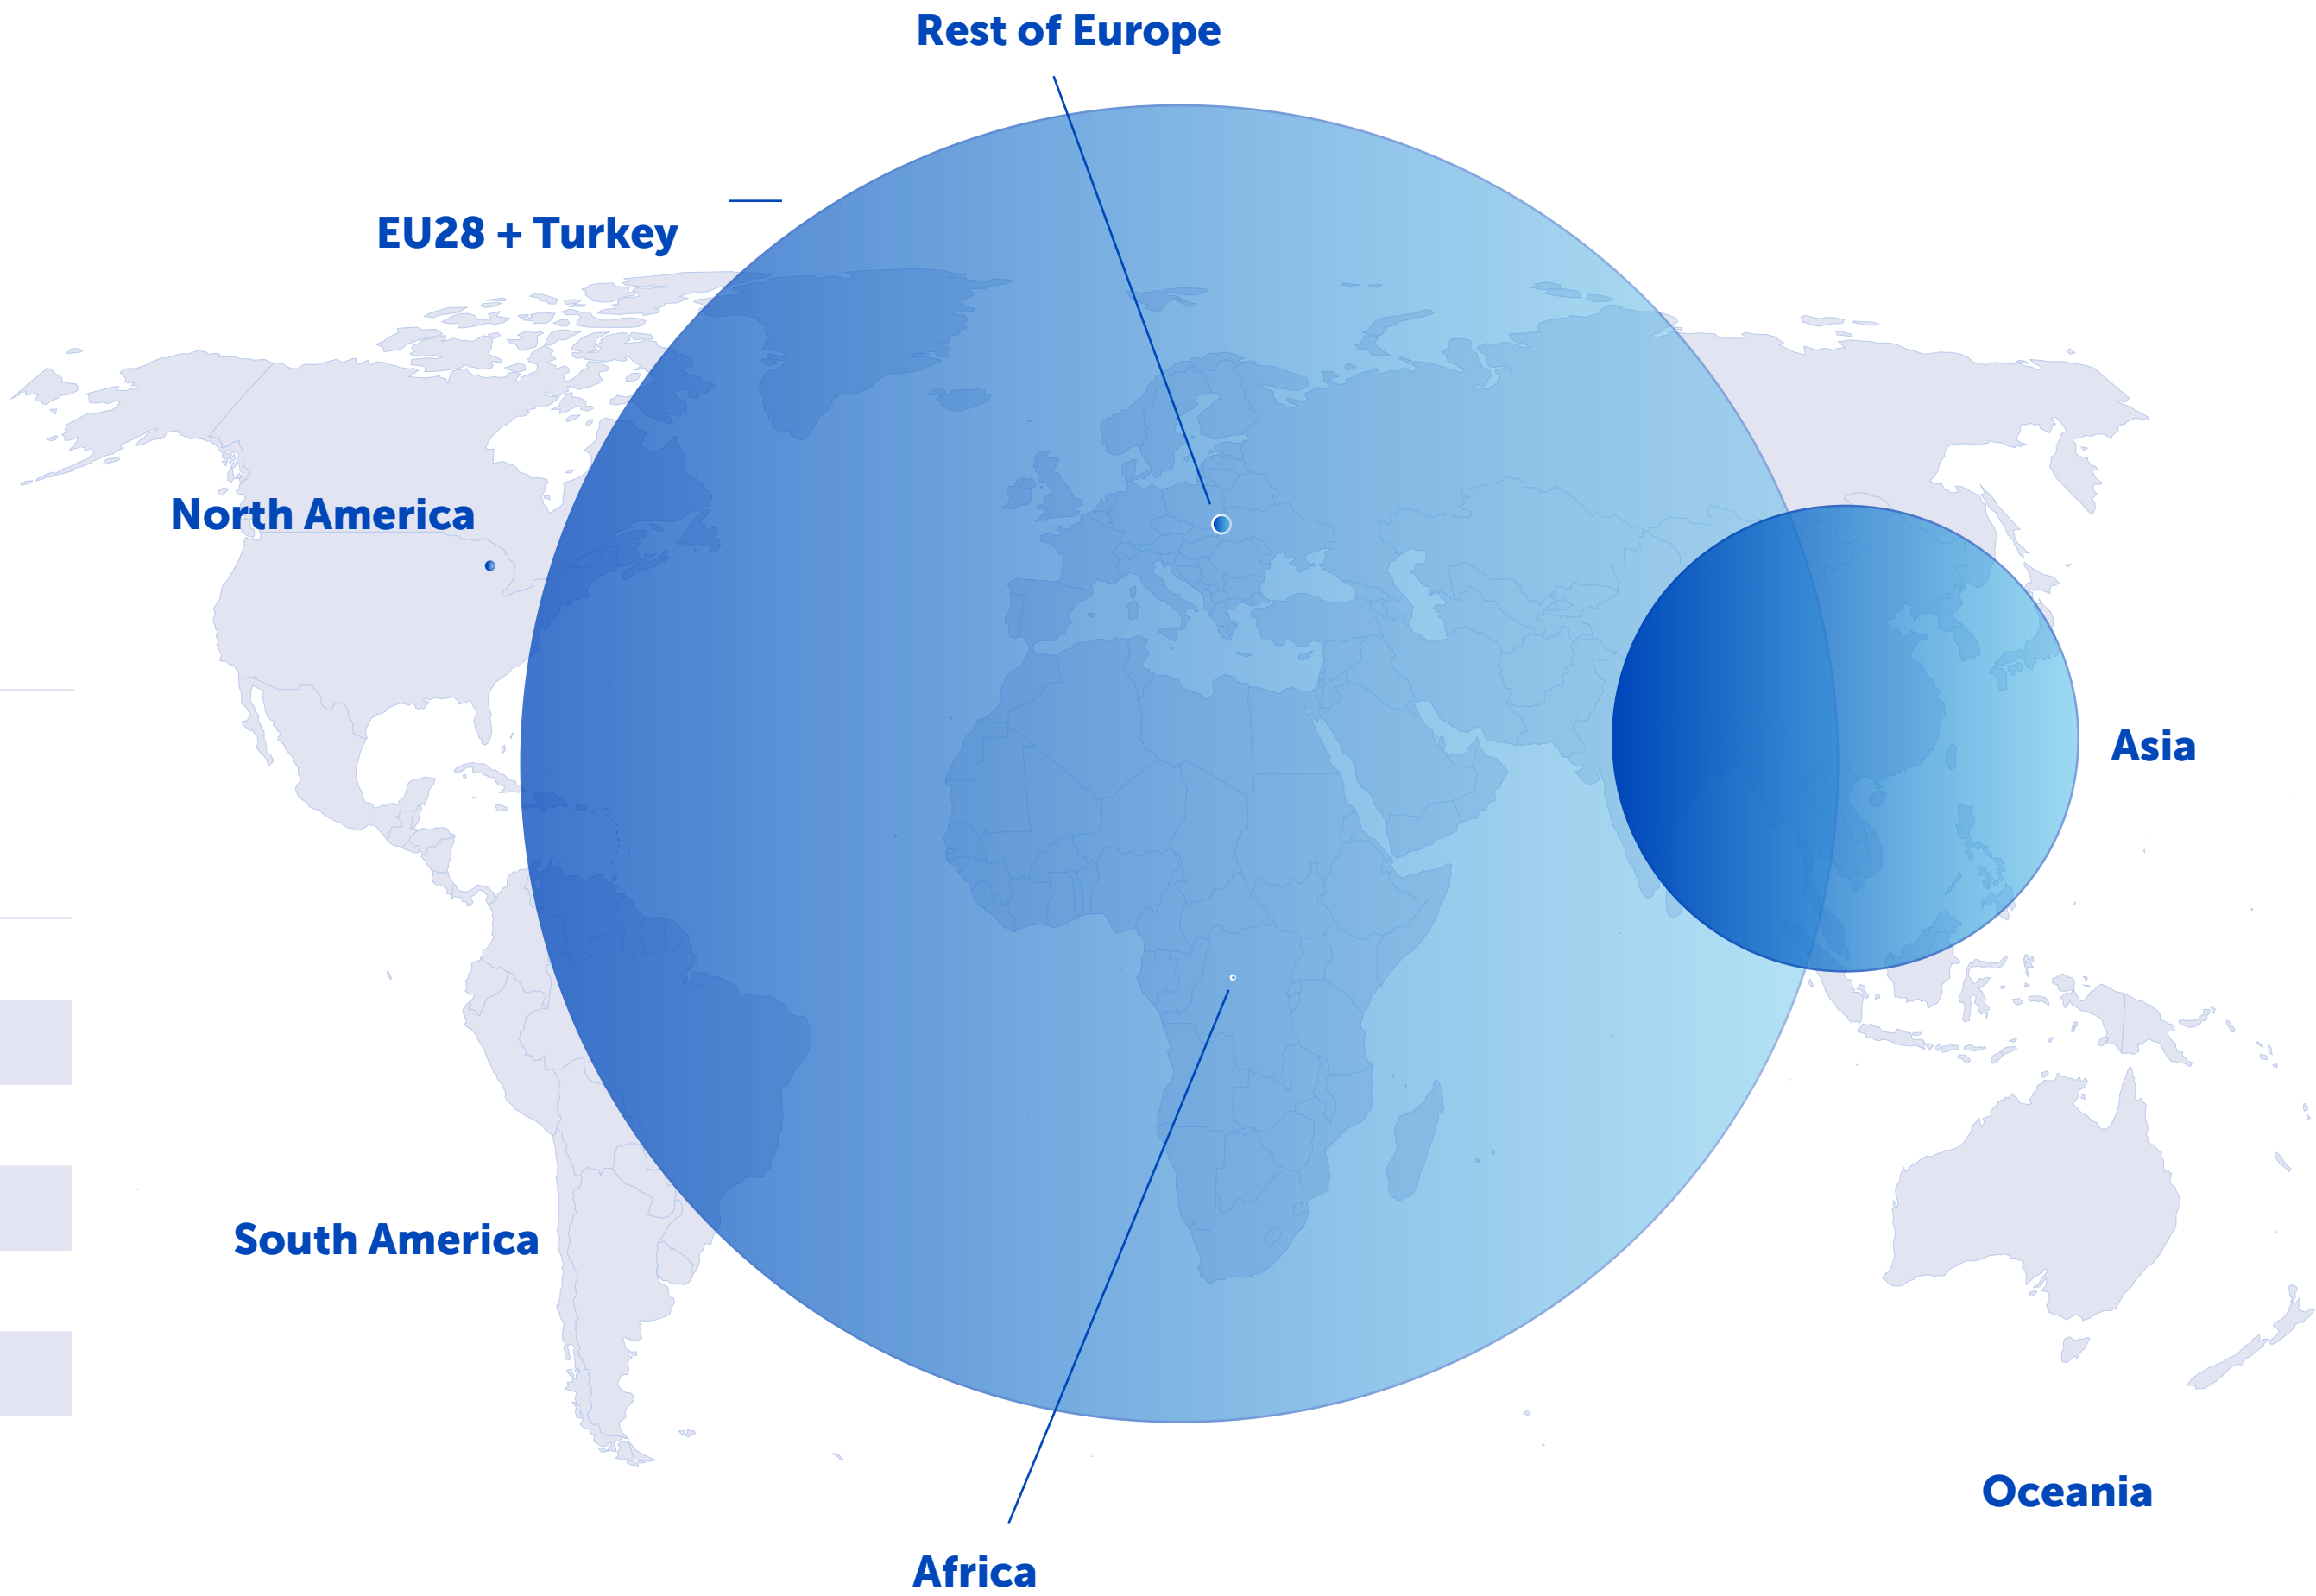 Rest of Europe
EU28 + Turkey
North America
Asia
South America
Oceania
Africa